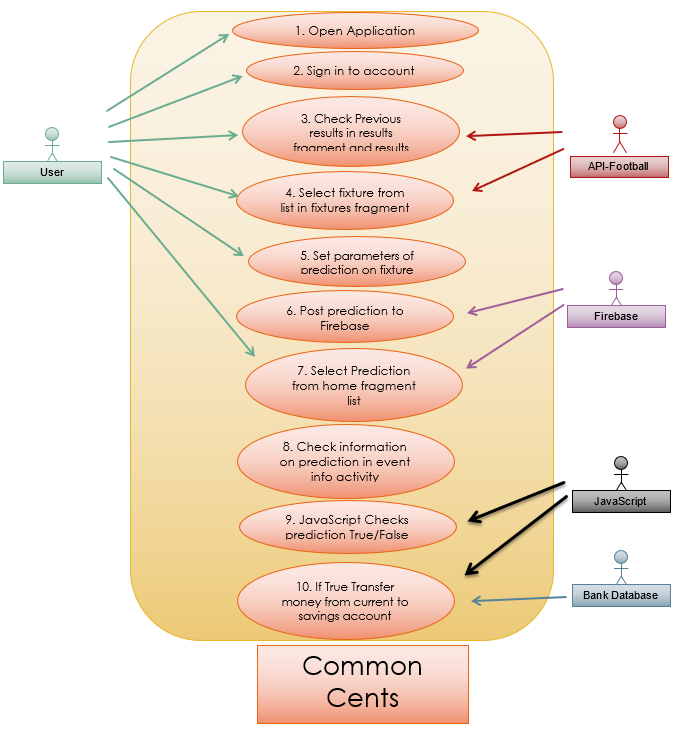 1. Open Application
2. Sign in to account
3. Check Previous
results in results
fragment and results
User
API-Football
4. Select fixture from
list in fixtures fragment
5. Set parameters of
prediction on fixture
6. Post prediction to
Firebase
Firebase
7. Select Prediction
from home fragment
list
8. Check information
on prediction in event
info activity
JavaScript
9. JavaScript Checks
prediction True/False
10. If True Transfer
money from current to
savings account
Bank Database
Common
Cents